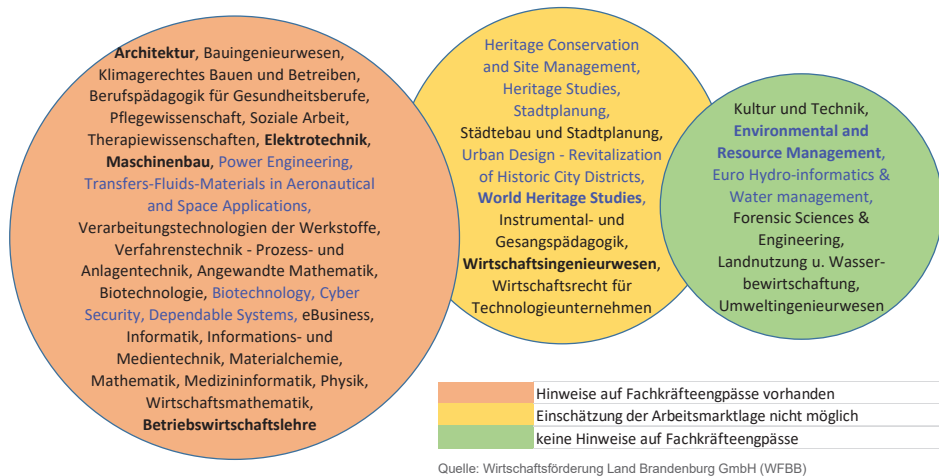 Architektur, Bauingenieurwesen,
Klimagerechtes Bauen und Betreiben,
Berufspädagogik für Gesundheitsberufe,
Pflegewissenschaft, Soziale Arbeit,
Therapiewissenschaften, Elektrotechnik
Maschinenbau, Power Engineering,
Transfers-Fluids-Materials in Aeronautical
and Space Applications,
Verarbeitungstechnologien der Werkstoffe,
Verfahrenstechnik - Prozess- und
Anlagentechnik, Angewandte Mathematik,
Biotechnologie, Biotechnology, Cyber
Security, Dependable Systems, eBusiness,
Informatik, Informations- und
Medientechnik, Materialchemie,
Mathematik, Medizininformatik, Physik,
Wirtschaftsmathematik,
Betriebswirtschaftslehre
Heritage Conservation
and Site Management,
Heritage Studies,
Stadtplanung,
Städtebau und Stadtplanung,
Urban Design - Revitalization
of Historic City Districts,
World Heritage Studies,
Instrumental- und
Gesangspädagogik,
Wirtschaftsingenieurwesen,
Wirtschaftsrecht für
Technologieunternehmen
Kultur und Technik,
Environmental and
Resource Management,
Euro Hydro-informatics &
Water management,
Forensic Sciences &
Engineering,
Landnutzung u. Wasser-
bewirtschaftung,
Umweltingenieurwesen
Hinweise auf Fachkräfteengpässe vorhanden
Einschätzung der Arbeitsmarktlage nicht möglich
keine Hinweise auf Fachkräfteengpässe
Quelle: Wirtschaftsförderung Land Brandenburg GmbH (WFBB)